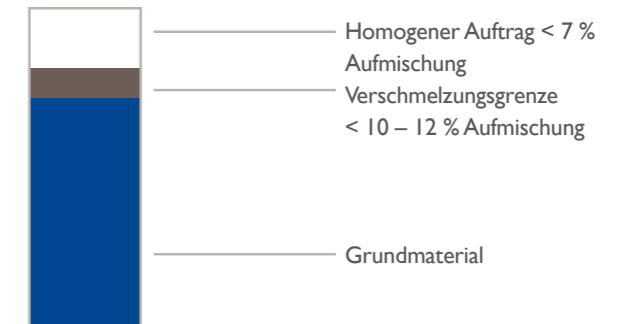 Homogener Auftrag < 7 %
Aufmischung
Verschmelzungsgrenze
< 10 – 12 % Aufmischung
Grundmaterial